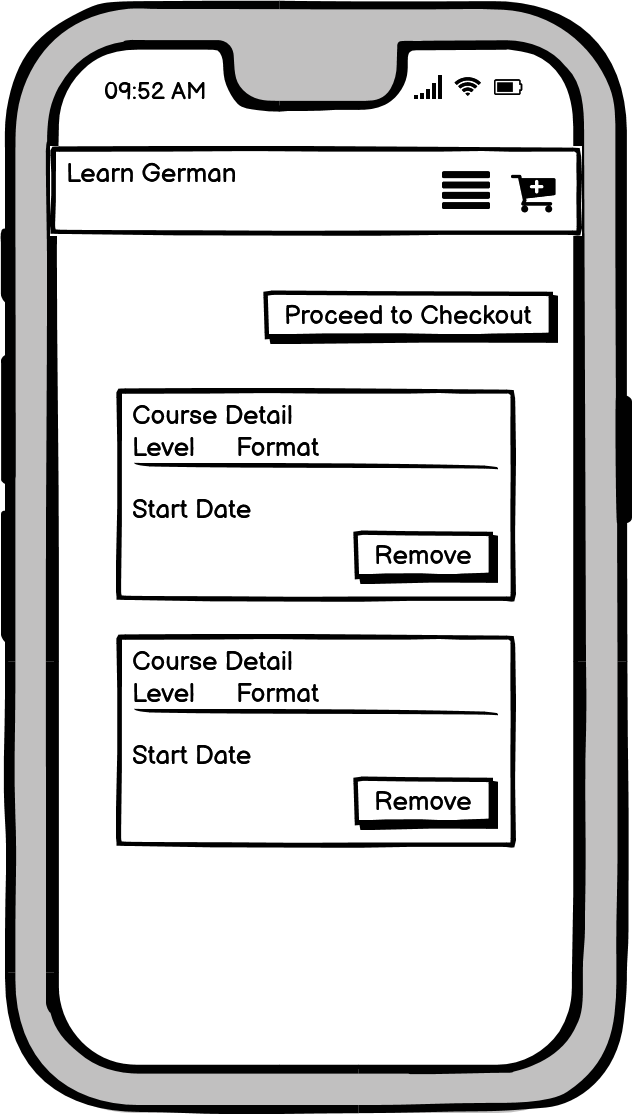 09:52 AM
Learn German
Proceed to Checkout
Course Detail
Level Format
Start Date
Remove
Course Detail
Level Format
Start Date
Remove